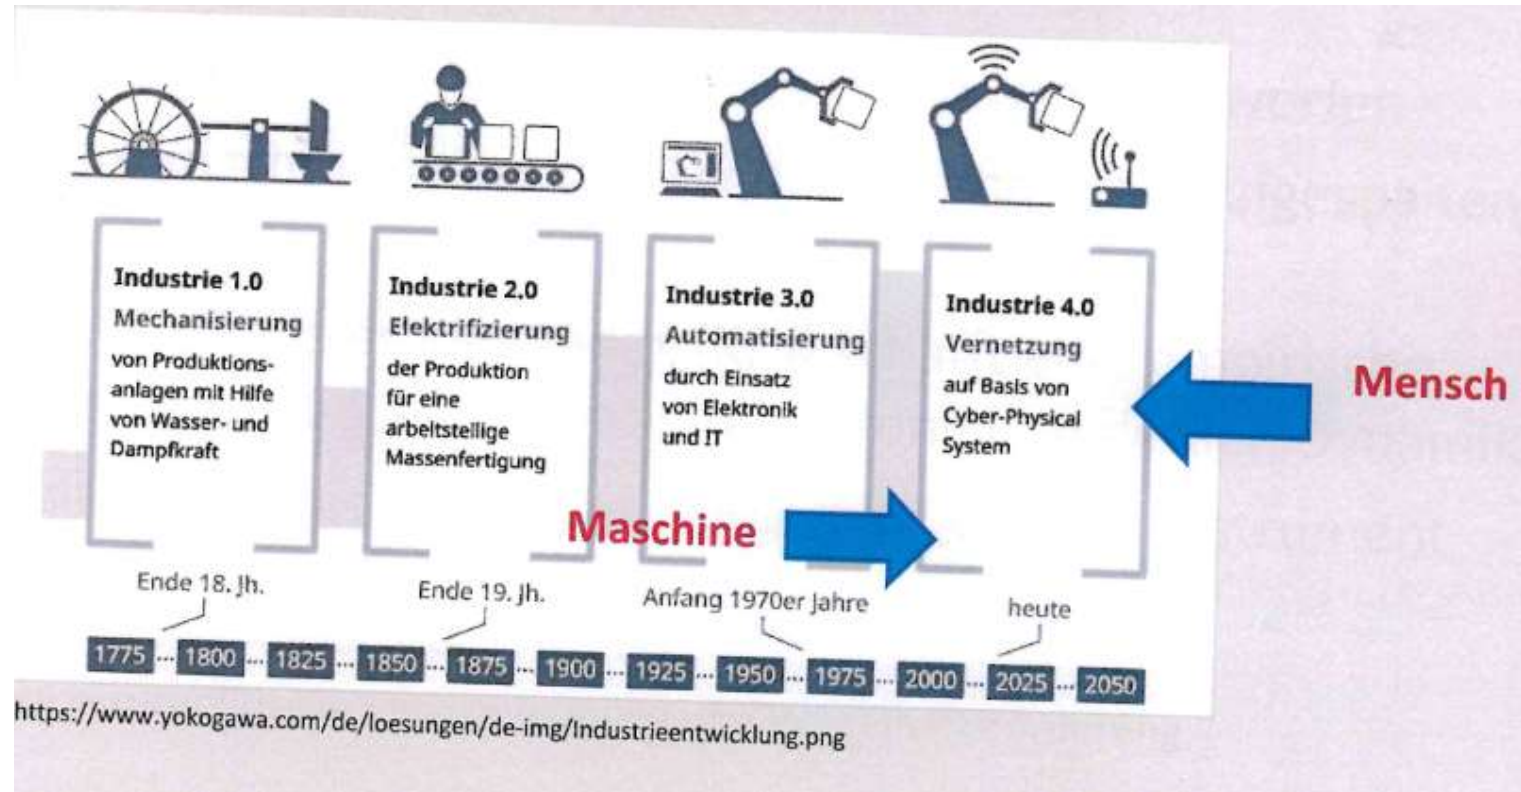 Industrie 1.0
Mechanisierung
von Produktions-
anlagen mit Hilfe
von Wasser- und
Dampfkraft
Industrie 2.0
Elektrifizierung
der Produktion
für eine
arbeitsteilige
Massenfertigung
Industrie 3.0
Automatisierung
durch Einsatz
von Elektronik
und IT
Industrie 4.0
Vernetzung
auf Basis von
Cyber-Physical
System
Mensch
Maschine
Ende 18. Jh.
Ende 19. Jh.
Anfang 1970er Jahre
heute
1775 ... 1800 ... 1825 ... 1850 ... 1875 ... 1900 ... 1925 ... 1950 ... 1975 ... 2000 ... 2025 ... 2050
https://www.yokogawa.com/de/loesungen/de-img/Industrieentwicklung.png